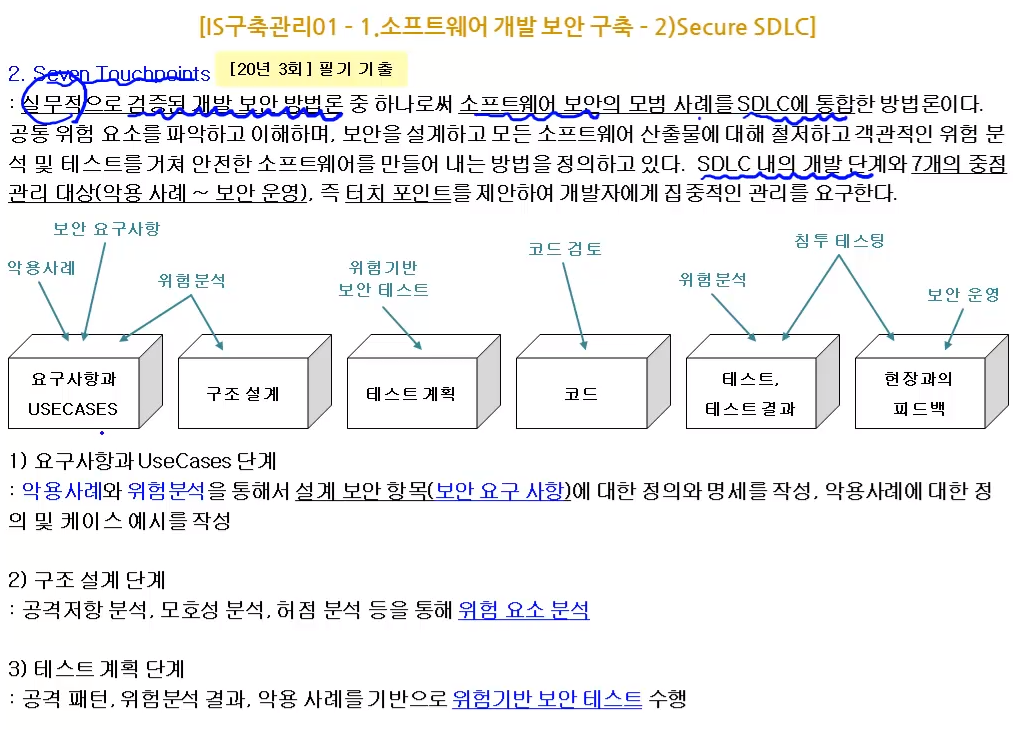 [IS구축관리01 - 1.소프트웨어 개발 보안 구축 - 2)Secure SDLC]
2. Seven Touchpoints [20년 3회] 필기 기출
: 실무적으로 검증된 개발 보안 방법론 중 하나로써 소프트웨어 보안의 모범 사례를 SDLC에 통합한 방법론이다.
공통 위험 요소를 파악하고 이해하며, 보안을 설계하고 모든 소프트웨어 산출물에 대해 철저하고 객관적인 위험 분
석 및 테스트를 거쳐 안전한 소프트웨어를 만들어 내는 방법을 정의하고 있다. SDLC 내의 개발 단계와 7개의 중점
관리 대상(악용 사례 ~ 보안 운영), 즉 터치 포인트를 제안하여 개발자에게 집중적인 관리를 요구한다.
보안 요구사항
악용사례
위험분석
위험기반
보안 테스트
코드 검토
위험분석
침투 테스팅
보안 운영
요구사항과
USECASES
구조 설계
테스트 계획
코드
테스트,
테스트 결과
현장과의
피드백
1) 요구사항과 UseCases 단계
: 악용사례와 위험분석을 통해서 설계 보안 항목(보안 요구 사항)에 대한 정의와 명세를 작성, 악용사례에 대한 정
의 및 케이스 예시를 작성
2) 구조 설계 단계
: 공격저항 분석, 모호성 분석, 허점 분석 등을 통해 위험 요소 분석
3) 테스트 계획 단계
: 공격 패턴, 위험분석 결과, 악용 사례를 기반으로 위험기반 보안 테스트 수행